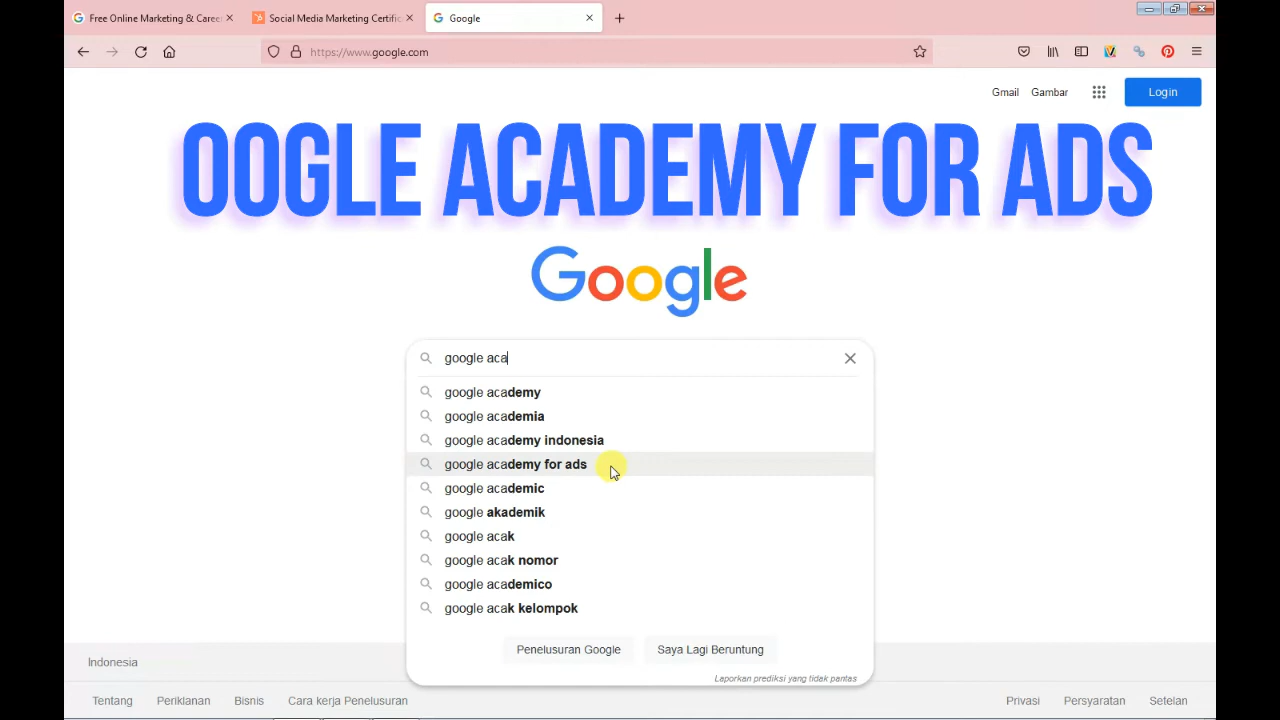 Free Online Marketing & Caree
Social Media Marketing Certific
Google
https://www.google.com
Gmail
Gambar
Login
OOGLE ACADEMY FOR ADS
Google
google aca
google academy
google academia
google academy indonesia
google academy for ads
google academic
google akademik
google acak
google acak nomor
google academico
google acak kelompok
Penelusuran Google
Saya Lagi Beruntung
Laporkan prediksi yang tidak pantas
Indonesia
Tentang
Periklanan
Bisnis
Cara kerja Penelusuran
Privasi
Persyaratan
Setelan